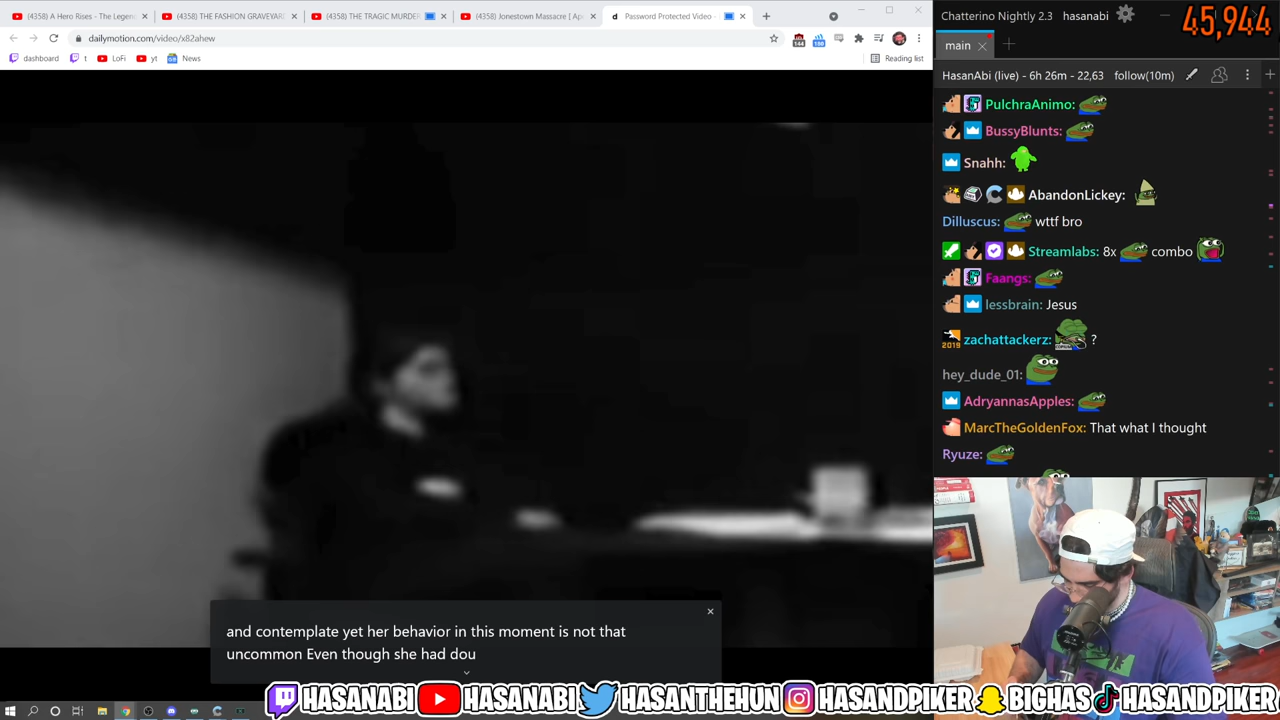 (4358) A Hero Rises - The Legen
(4358) THE FASHION GRAVEYAR
(4358) THE TRAGIC MURDER
(4358) Jonestown Massacre [ Ap
Password Protected Video -
dailymotion.com/video/x82ahew
144
198
dashboard
t
LoFi
yt
News
Reading list
and contemplate yet her behavior in this moment is not that
uncommon Even though she had dou
Chatterino Nightly 2.3
hasanabi
45,944
main
HasanAbi (live) - 6h 26m - 22,63
follow(10m)
PulchraAnimo:
BussyBlunts:
Snahh:
AbandonLickey:
Dilluscus: wttf bro
Streamlabs: 8x combo
Faangs:
lessbrain: Jesus
2019 zachattackerz: ?
hey_dude_01:
AdryannasApples:
MarcTheGoldenFox: That what I thought
Ryuze:
HASANABI HASANABI HASANTHEHUN HASANDPIKER BIGHAS HASANDPIKER